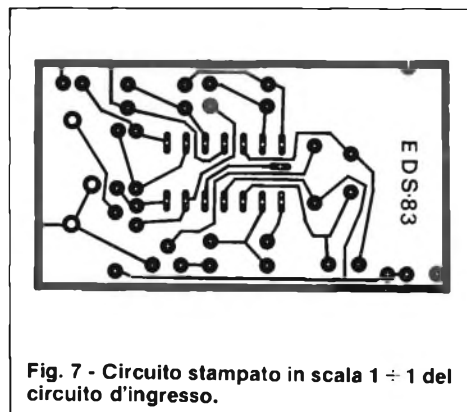 EDS·83
Fig. 7 - Circuito stampato in scala 1 ÷ 1 del
circuito d'ingresso.